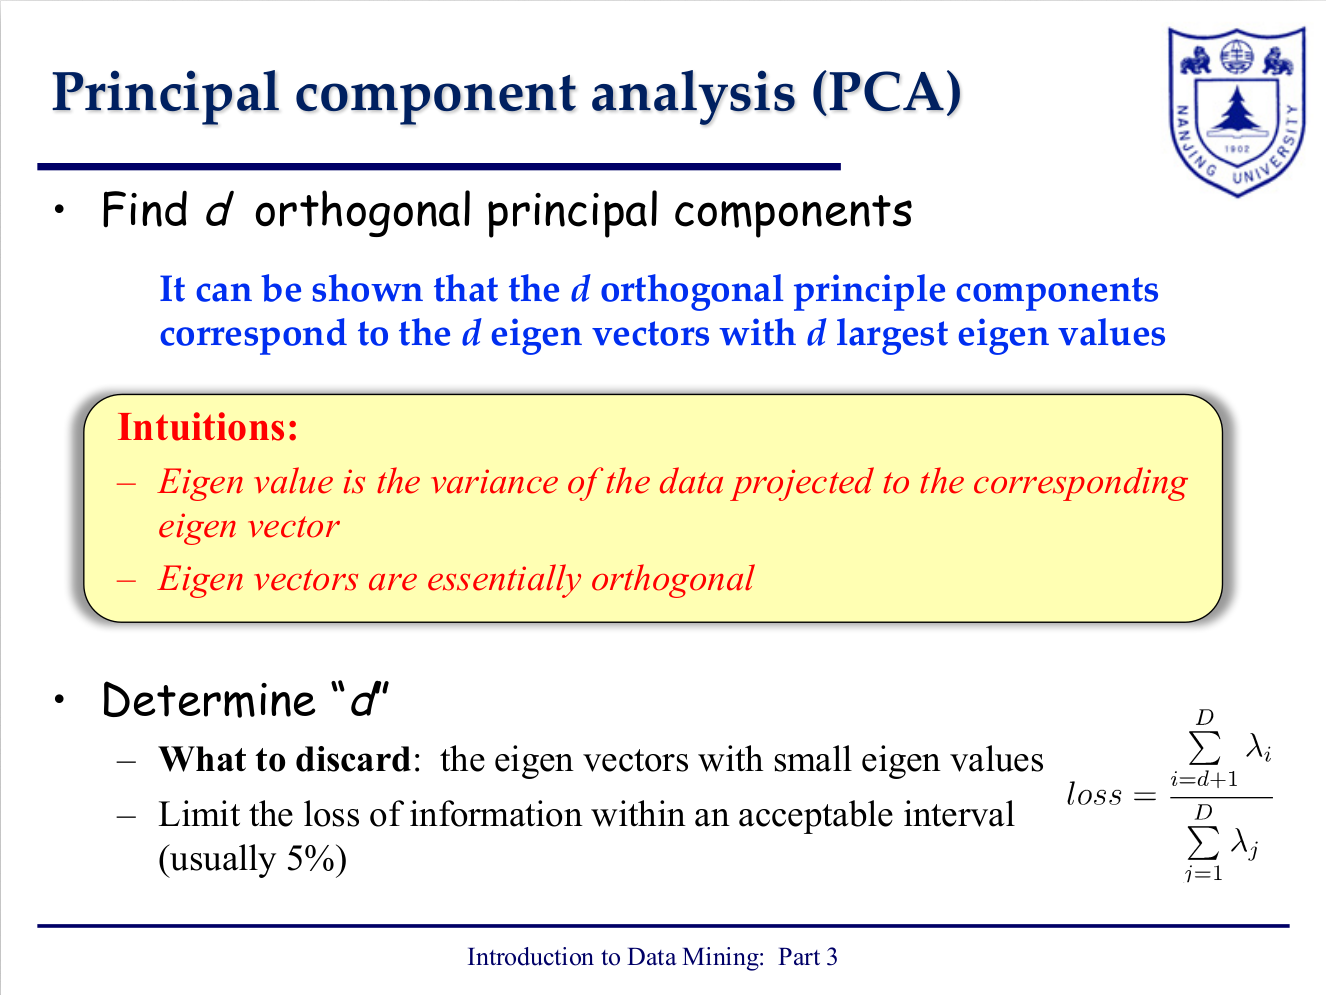 Principal component analysis (PCA)
NANJING UNIVERSITY
1902
• Find d orthogonal principal components
It can be shown that the d orthogonal principle components
correspond to the d eigen vectors with d largest eigen values
Intuitions:
– Eigen value is the variance of the data projected to the corresponding
eigen vector
– Eigen vectors are essentially orthogonal
• Determine “d”
– What to discard: the eigen vectors with small eigen values
– Limit the loss of information within an acceptable interval
(usually 5%)
loss = \frac{\sum_{i=d+1}^{D} λ_i}{\sum_{j=1}^{D} λ_j}
Introduction to Data Mining: Part 3